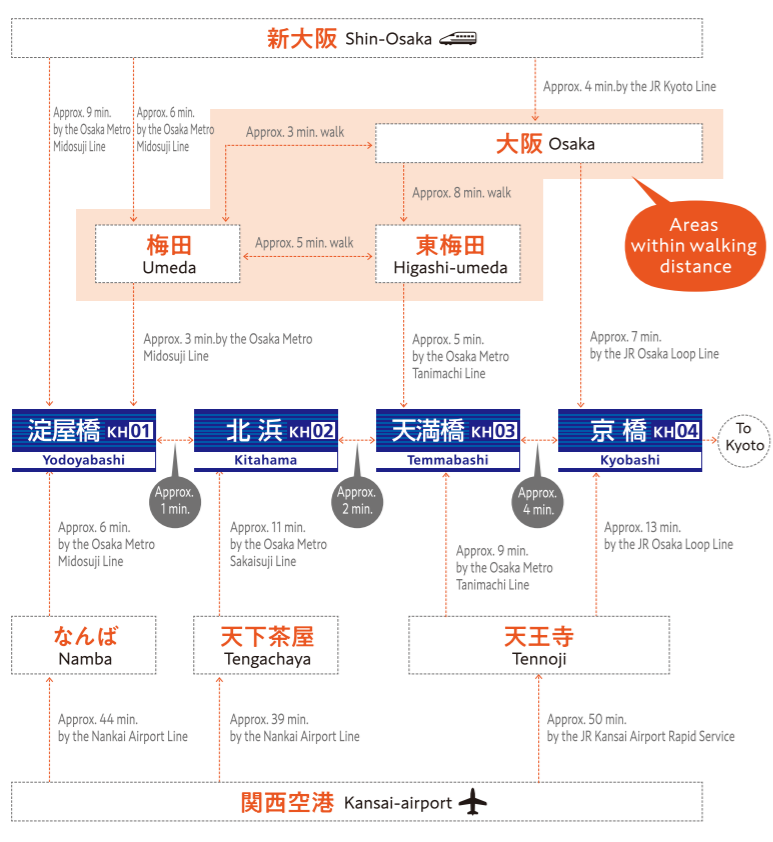 新大阪 Shin-Osaka
Approx. 4 min.by the JR Kyoto Line
Approx. 9 min.
by the Osaka Metro
Midosuji Line
Approx. 6 min.
by the Osaka Metro
Midosuji Line
Approx. 3 min. walk
大阪 Osaka
Approx. 8 min. walk
Areas
within walking
distance
梅田
Umeda
Approx. 5 min. walk
東梅田
Higashi-umeda
Approx. 3 min.by the Osaka Metro
Midosuji Line
Approx. 5 min.
by the Osaka Metro
Tanimachi Line
Approx. 7 min.
by the JR Osaka Loop Line
淀屋橋 KH01
Yodoyabashi
北浜 KH02
Kitahama
天満橋 KH03
Temmabashi
京橋 KH04
Kyobashi
To
Kyoto
Approx.
1 min.
Approx.
2 min.
Approx.
4 min.
Approx. 6 min.
by the Osaka Metro
Midosuji Line
Approx. 11 min.
by the Osaka Metro
Sakaisuji Line
Approx. 9 min.
by the Osaka Metro
Tanimachi Line
Approx. 13 min.
by the JR Osaka Loop Line
なんば
Namba
天下茶屋
Tengachaya
天王寺
Tennoji
Approx. 44 min.
by the Nankai Airport Line
Approx. 39 min.
by the Nankai Airport Line
Approx. 50 min.
by the JR Kansai Airport Rapid Service
関西空港 Kansai-airport